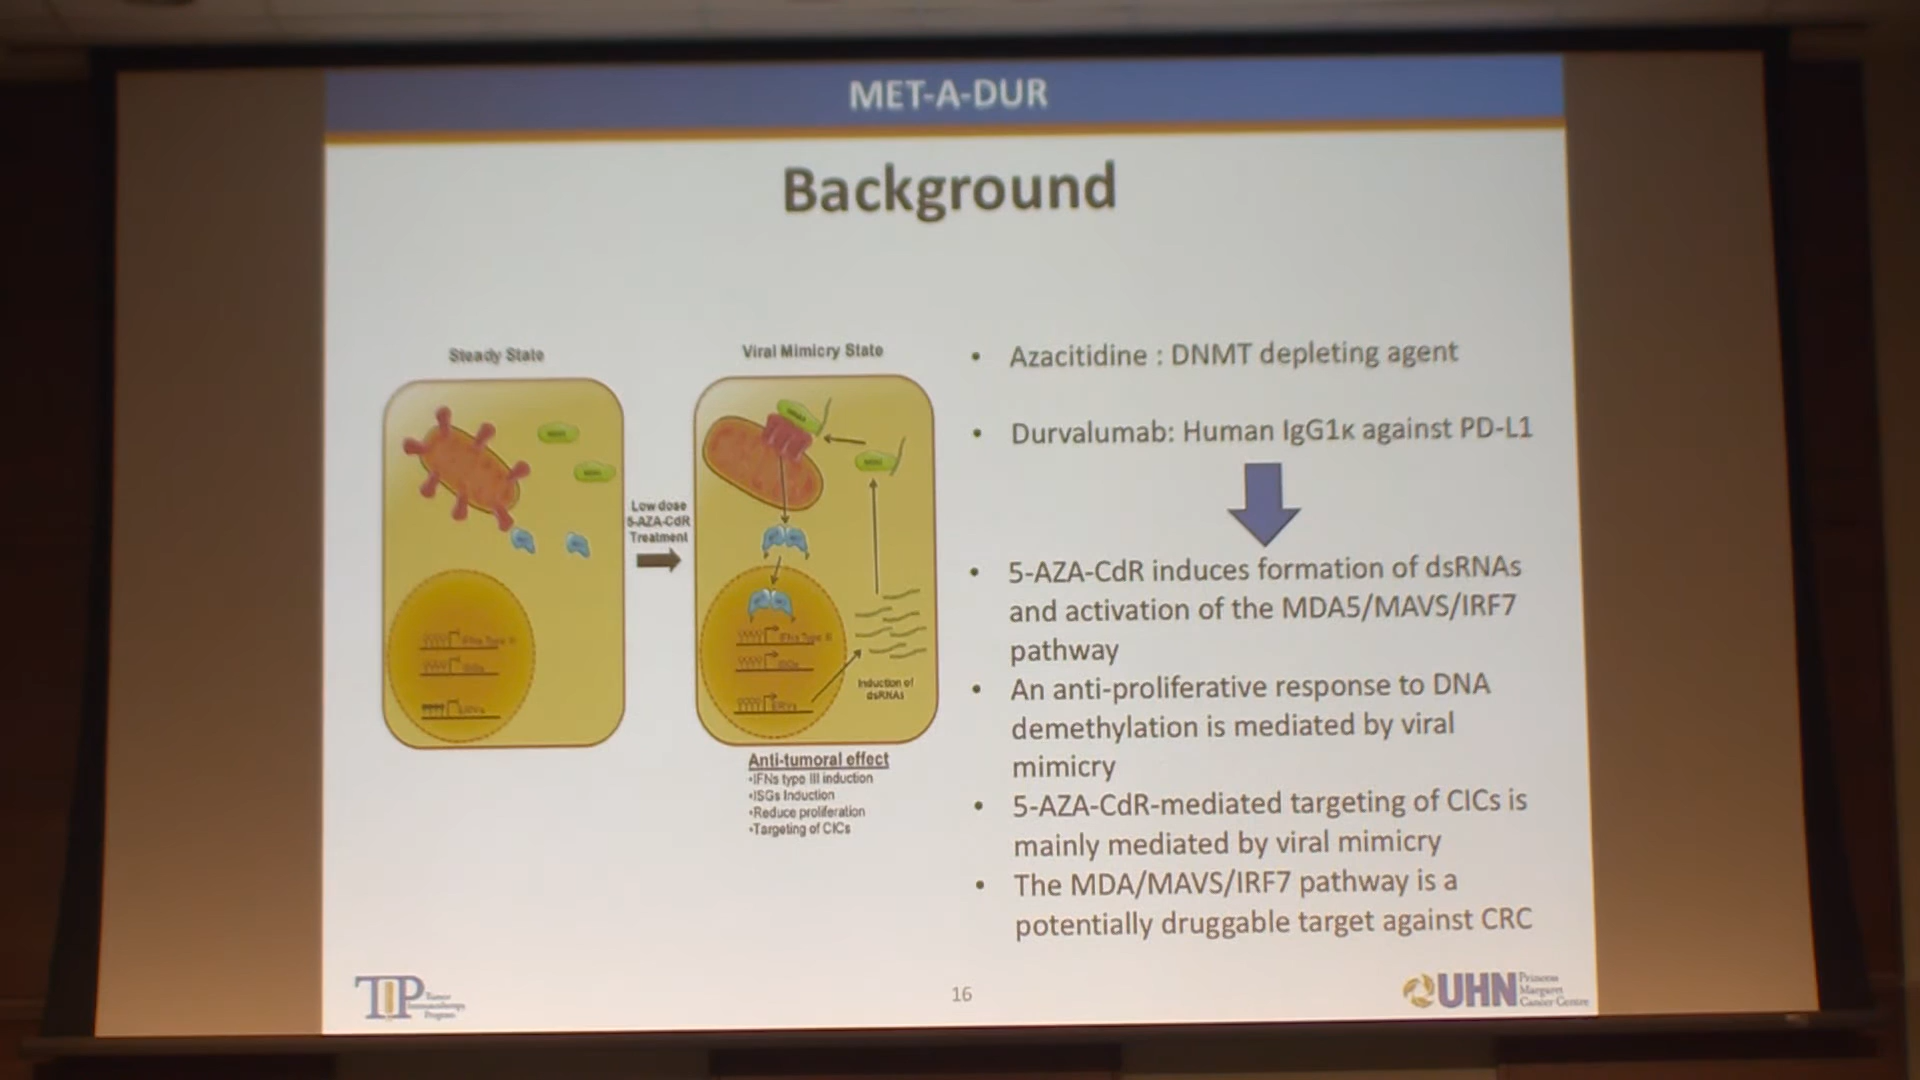 MET-A-DUR
Background
Steady State
Viral Mimicry State
Low dose
5-AZA-CdR
Treatment
Induction of
dsRNAs
Anti-tumoral effect
•IFNs type III induction
•ISGs Induction
•Reduce proliferation
•Targeting of CICs
• Azacitidine : DNMT depleting agent
• Durvalumab: Human IgG1κ against PD-L1
• 5-AZA-CdR induces formation of dsRNAs
and activation of the MDA5/MAVS/IRF7
pathway
• An anti-proliferative response to DNA
demethylation is mediated by viral
mimicry
• 5-AZA-CdR-mediated targeting of CICs is
mainly mediated by viral mimicry
• The MDA/MAVS/IRF7 pathway is a
potentially druggable target against CRC
TIP
Tumor
Immunotherapy
Program
16
UHN
Princess
Margaret
Cancer Centre